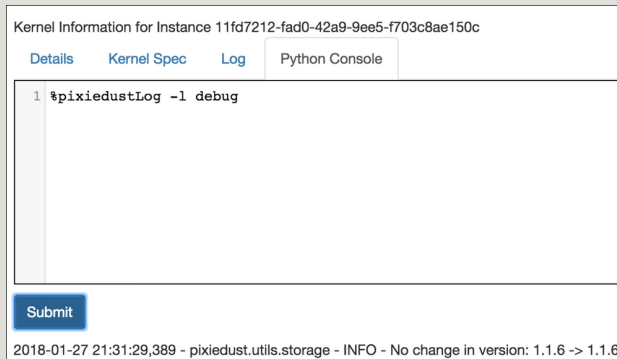 Kernel Information for Instance 11fd7212-fad0-42a9-9ee5-f703c8ae150c
Details Kernel Spec Log Python Console
1 %pixiedustLog -l debug
Submit
2018-01-27 21:31:29,389 - pixiedust.utils.storage - INFO - No change in version: 1.1.6 -> 1.1.6